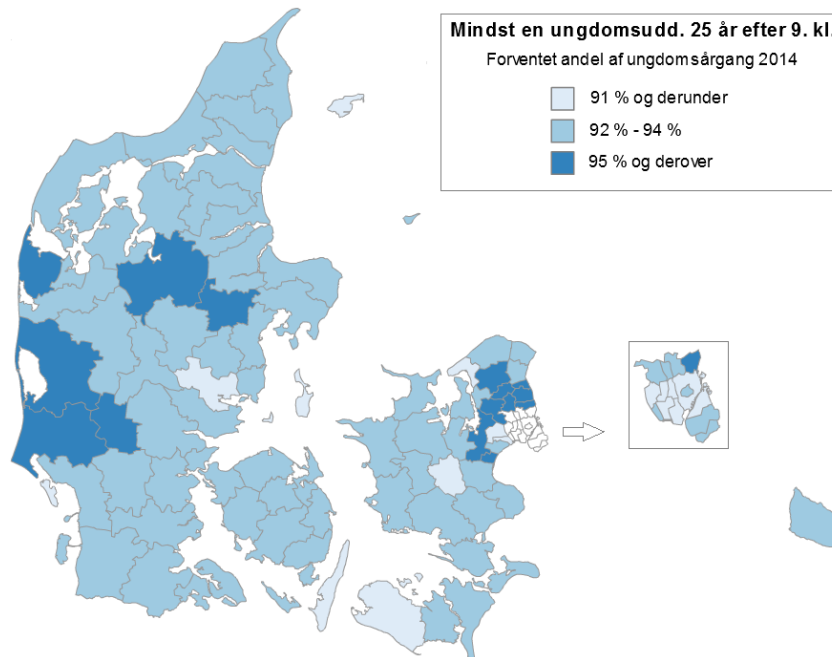 Mindst en ungdomsudd. 25 år efter 9. kl.
Forventet andel af ungdomsårgang 2014
91 % og derunder
92 % - 94 %
95 % og derover